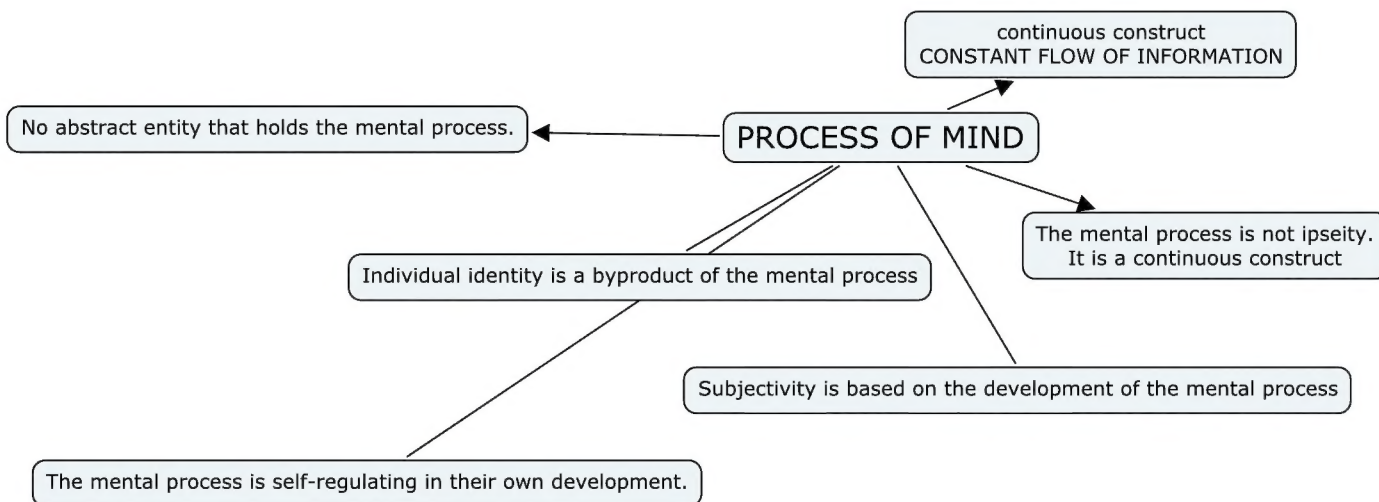 continuous construct
CONSTANT FLOW OF INFORMATION
No abstract entity that holds the mental process.
PROCESS OF MIND
The mental process is not ipseity.
It is a continuous construct
Individual identity is a byproduct of the mental process
Subjectivity is based on the development of the mental process
The mental process is self-regulating in their own development.